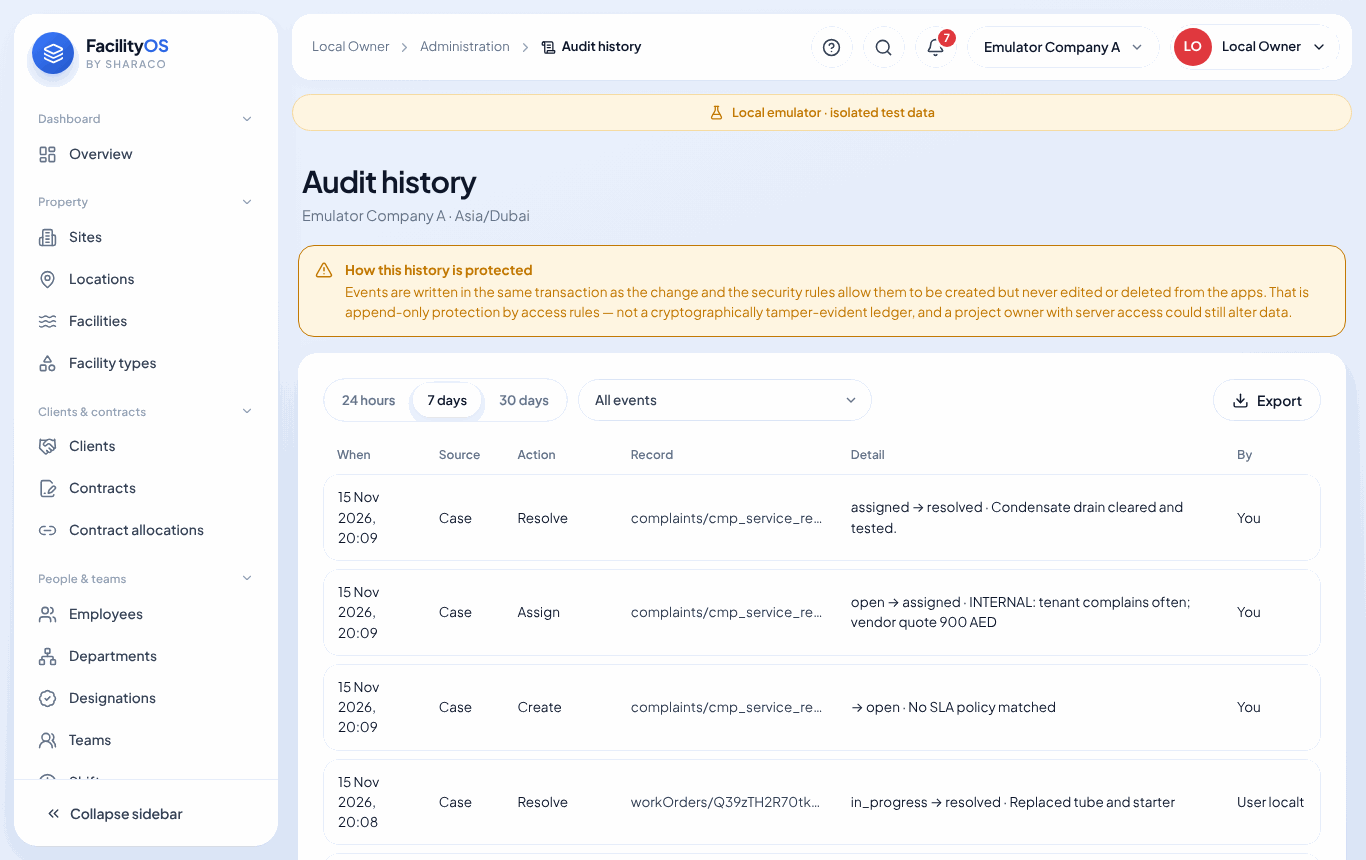 FacilityOS
BY SHARACO
Dashboard
Overview
Property
Sites
Locations
Facilities
Facility types
Clients & contracts
Clients
Contracts
Contract allocations
People & teams
Employees
Departments
Designations
Teams
Collapse sidebar
Local Owner > Administration > Audit history
7
Emulator Company A
LO Local Owner
Local emulator · isolated test data
Audit history
Emulator Company A · Asia/Dubai
How this history is protected
Events are written in the same transaction as the change and the security rules allow them to be created but never edited or deleted from the apps. That is
append-only protection by access rules — not a cryptographically tamper-evident ledger, and a project owner with server access could still alter data.
24 hours 7 days 30 days All events Export
When Source Action Record Detail By
15 Nov
2026,
20:09
Case Resolve complaints/cmp_service_re...
assigned → resolved · Condensate drain cleared and
tested.
You
15 Nov
2026,
20:09
Case Assign complaints/cmp_service_re...
open → assigned · INTERNAL: tenant complains often;
vendor quote 900 AED
You
15 Nov
2026,
20:09
Case Create complaints/cmp_service_re...
→ open · No SLA policy matched
You
15 Nov
2026,
20:08
Case Resolve workOrders/Q39zTH2R70tk...
in_progress → resolved · Replaced tube and starter
User localt